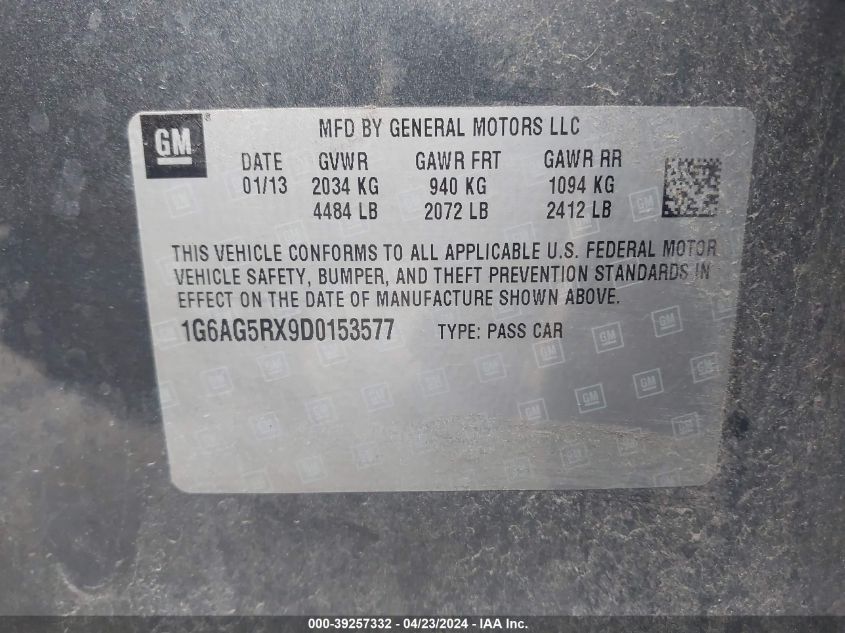 GM
MFD BY GENERAL MOTORS LLC
DATE GVWR GAWR FRT GAWR RR
01/13 2034 KG 940 KG 1094 KG
4484 LB 2072 LB 2412 LB
THIS VEHICLE CONFORMS TO ALL APPLICABLE U.S. FEDERAL MOTOR
VEHICLE SAFETY, BUMPER, AND THEFT PREVENTION STANDARDS IN
EFFECT ON THE DATE OF MANUFACTURE SHOWN ABOVE.
1G6AG5RX9D0153577 TYPE: PASS CAR
000-39257332 / 04/23/2024 - IAA Inc.